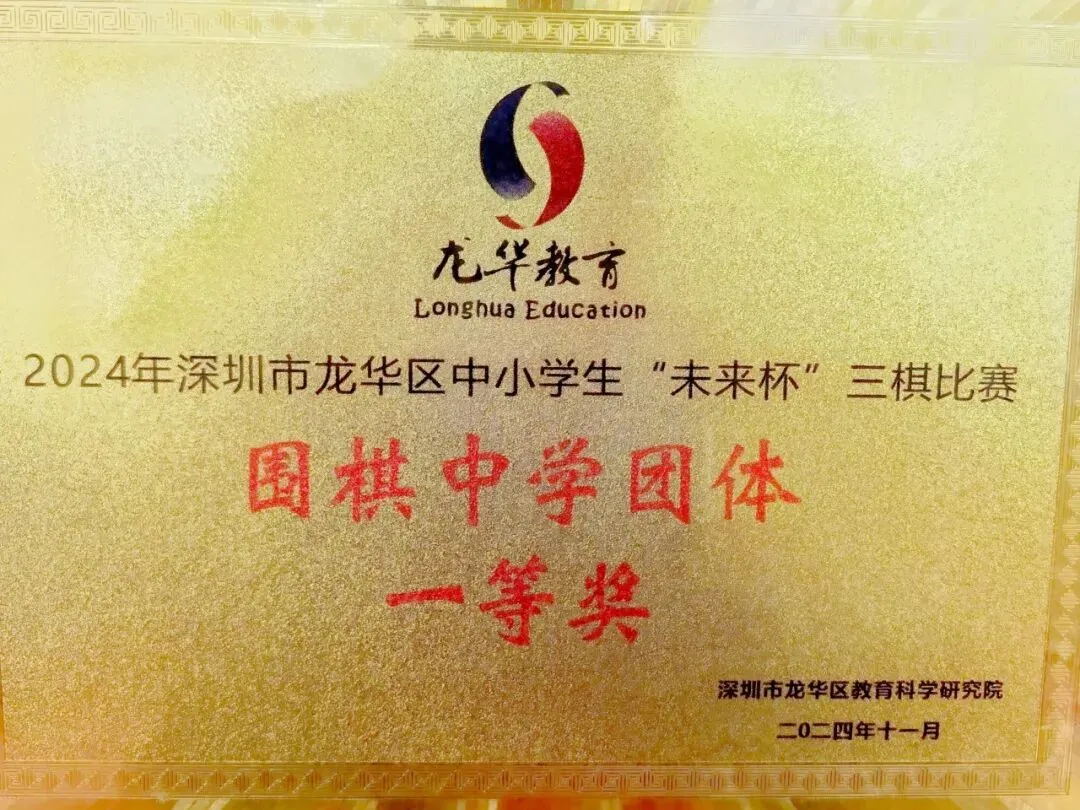 龙华教育
Longhua Education
2024年深圳市龙华区中小学生“未来杯”三棋比赛
围棋中学团体
一等奖
深圳市龙华区教育科学研究院
二0二四年十一月